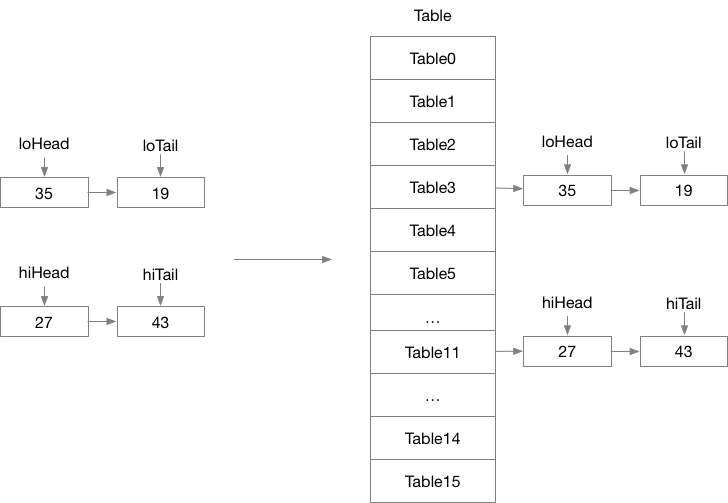 Table
Table0
Table1
Table2
loHead loTail
35 19
Table3
loHead loTail
35 19
Table4
hiHead hiTail
27 43
Table5
...
hiHead hiTail
27 43
Table11
...
Table14
Table15